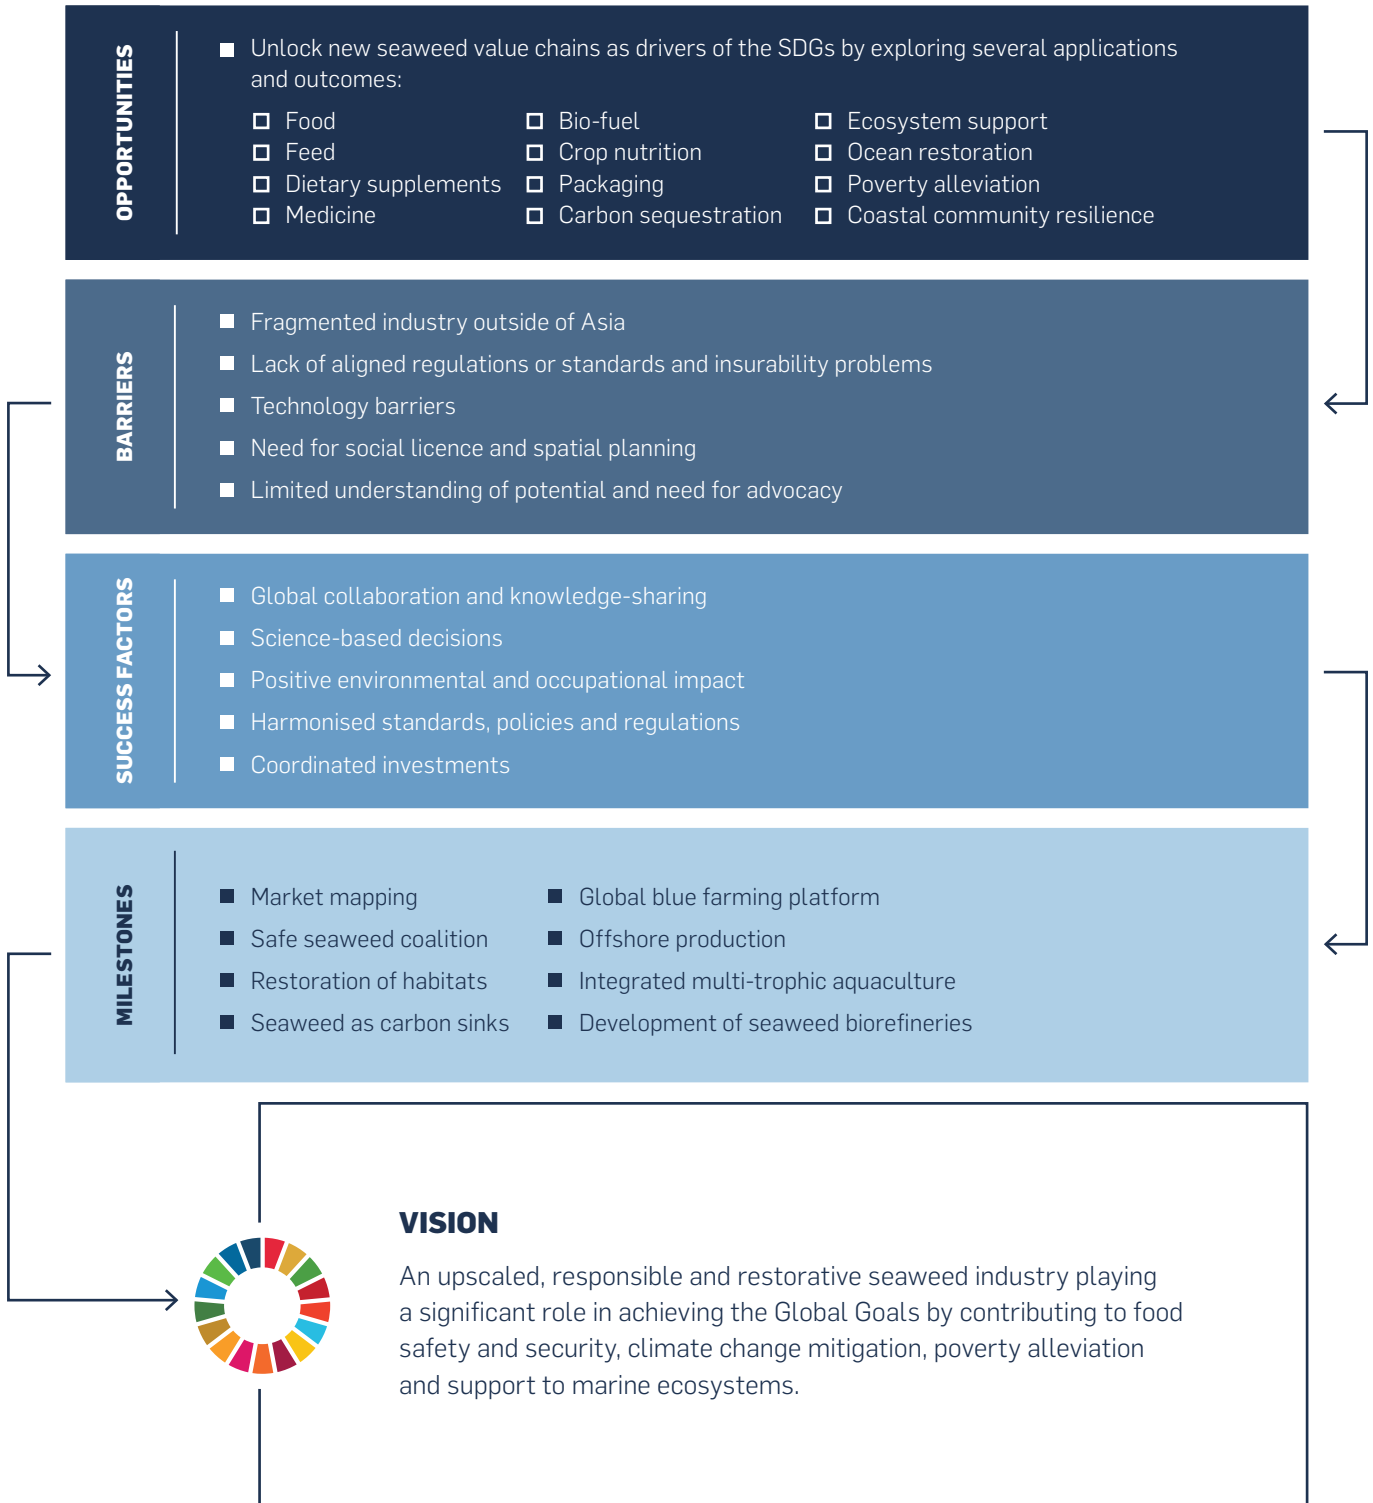 OPPORTUNITIES
Unlock new seaweed value chains as drivers of the SDGs by exploring several applications
and outcomes:
Food
Feed
Dietary supplements
Medicine
Bio-fuel
Crop nutrition
Packaging
Carbon sequestration
Ecosystem support
Ocean restoration
Poverty alleviation
Coastal community resilience
BARRIERS
Fragmented industry outside of Asia
Lack of aligned regulations or standards and insurability problems
Technology barriers
Need for social licence and spatial planning
Limited understanding of potential and need for advocacy
SUCCESS FACTORS
Global collaboration and knowledge-sharing
Science-based decisions
Positive environmental and occupational impact
Harmonised standards, policies and regulations
Coordinated investments
MILESTONES
Market mapping
Safe seaweed coalition
Restoration of habitats
Seaweed as carbon sinks
Global blue farming platform
Offshore production
Integrated multi-trophic aquaculture
Development of seaweed biorefineries
VISION
An upscaled, responsible and restorative seaweed industry playing
a significant role in achieving the Global Goals by contributing to food
safety and security, climate change mitigation, poverty alleviation
and support to marine ecosystems.